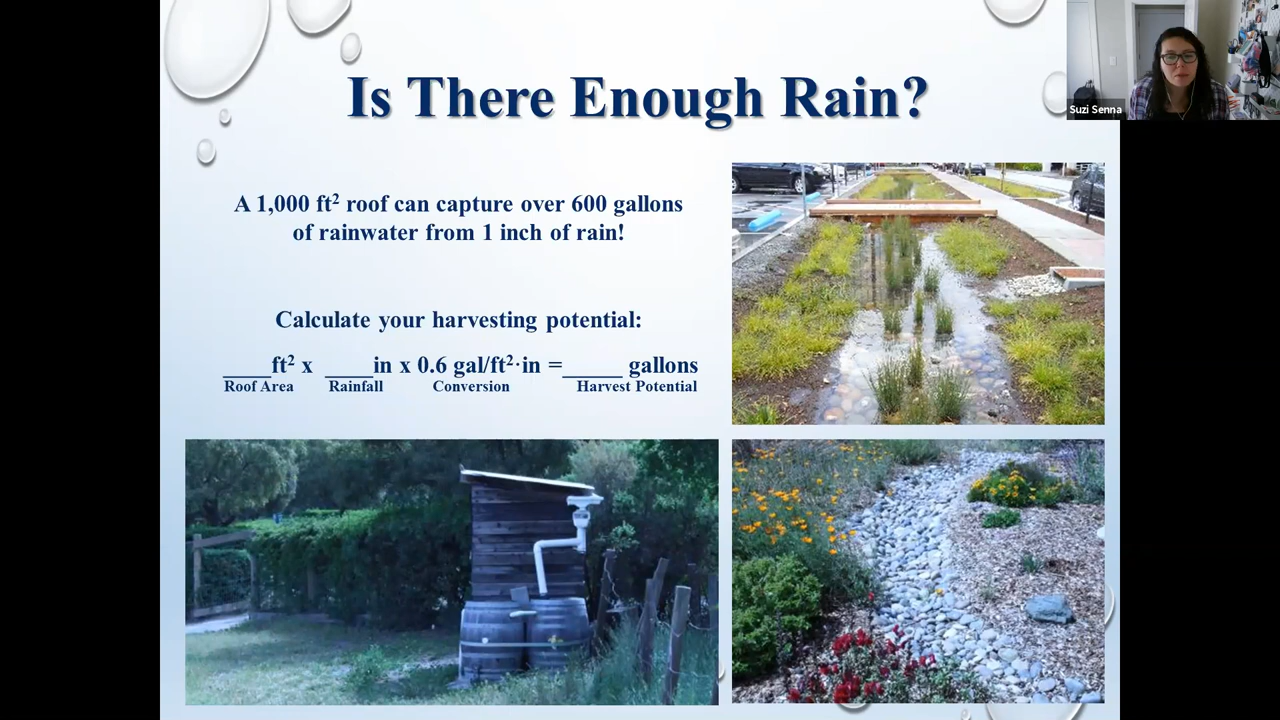 Is There Enough Rain?
Suzi Senna
A 1,000 ft² roof can capture over 600 gallons
of rainwater from 1 inch of rain!
Calculate your harvesting potential:
____ft² x ____in x 0.6 gal/ft²·in =_____ gallons
Roof Area Rainfall Conversion Harvest Potential